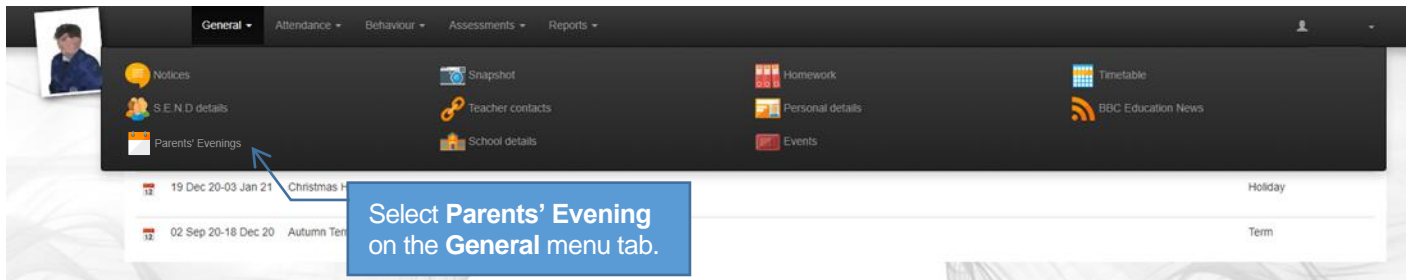 General Attendance Behaviour Assessments Reports
Notices Snapshot Homework Timetable
S.E.N.D details Teacher contacts Personal details BBC Education News
Parents' Evenings School details Events
12 19 Dec 20-03 Jan 21 Christmas H Holiday
12 02 Sep 20-18 Dec 20 Autumn Ter Term
Select Parents’ Evening
on the General menu tab.